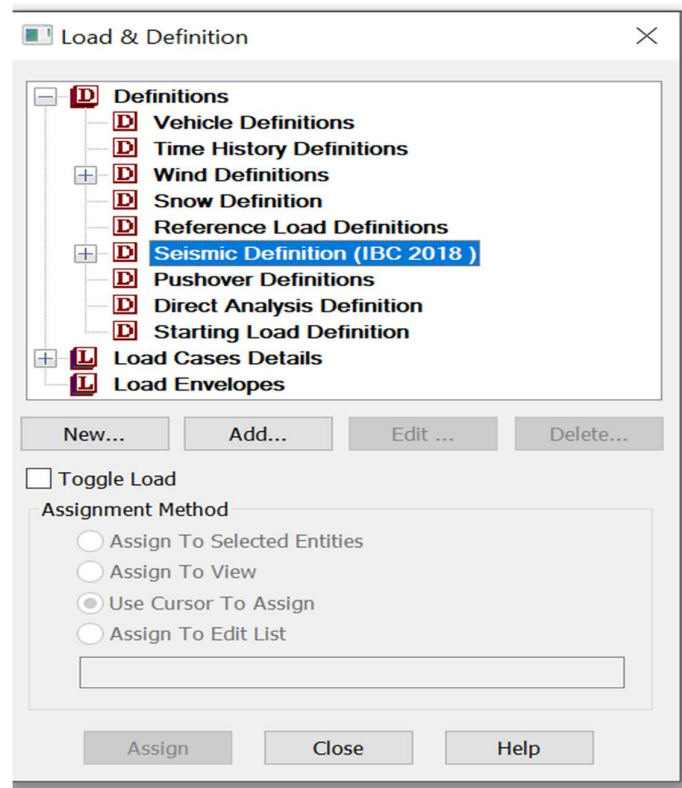 Load & Definition
D Definitions
D Vehicle Definitions
D Time History Definitions
D Wind Definitions
D Snow Definition
D Reference Load Definitions
D Seismic Definition (IBC 2018 )
D Pushover Definitions
D Direct Analysis Definition
D Starting Load Definition
L Load Cases Details
L Load Envelopes
New... Add... Edit ... Delete...
Toggle Load
Assignment Method
Assign To Selected Entities
Assign To View
Use Cursor To Assign
Assign To Edit List
Assign Close Help